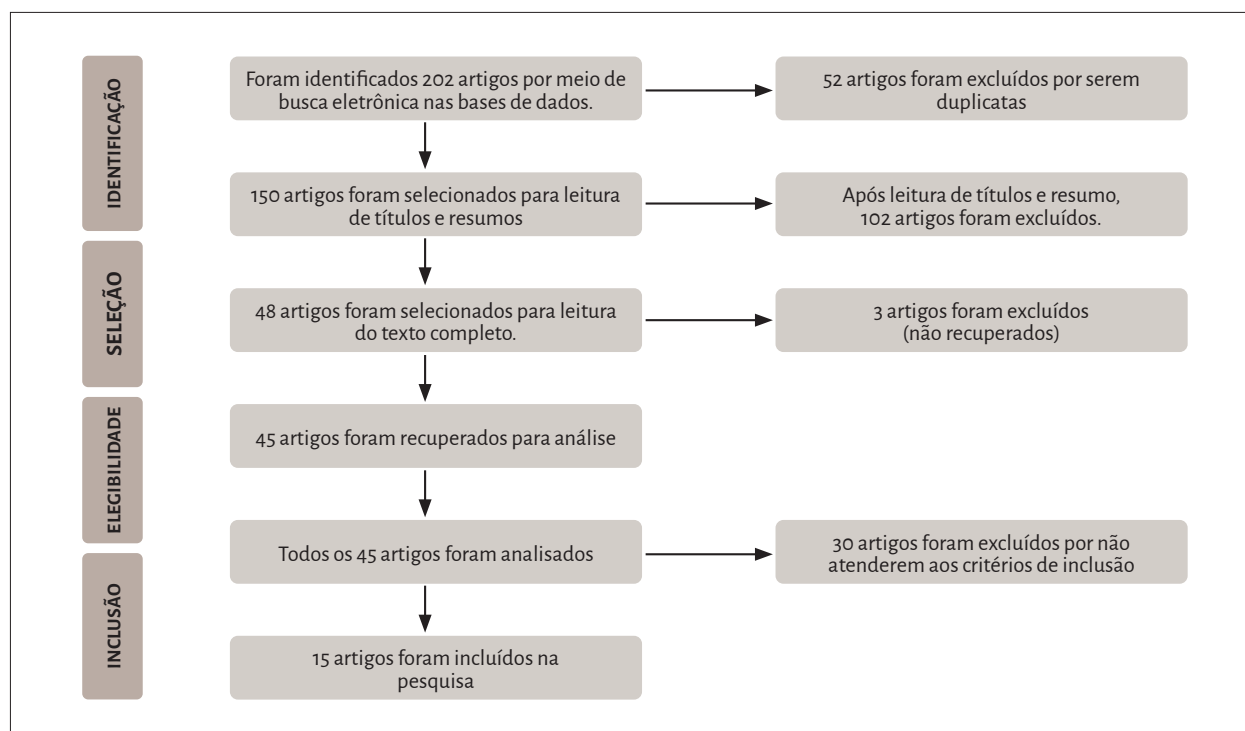 IDENTIFICAÇÃO
Foram identificados 202 artigos por meio de
busca eletrônica nas bases de dados.
52 artigos foram excluídos por serem
duplicatas
150 artigos foram selecionados para leitura
de títulos e resumos
Após leitura de títulos e resumo,
102 artigos foram excluídos.
SELEÇÃO
48 artigos foram selecionados para leitura
do texto completo.
3 artigos foram excluídos
(não recuperados)
ELEGIBILIDADE
45 artigos foram recuperados para análise
Todos os 45 artigos foram analisados
30 artigos foram excluídos por não
atenderem aos critérios de inclusão
INCLUSÃO
15 artigos foram incluídos na
pesquisa